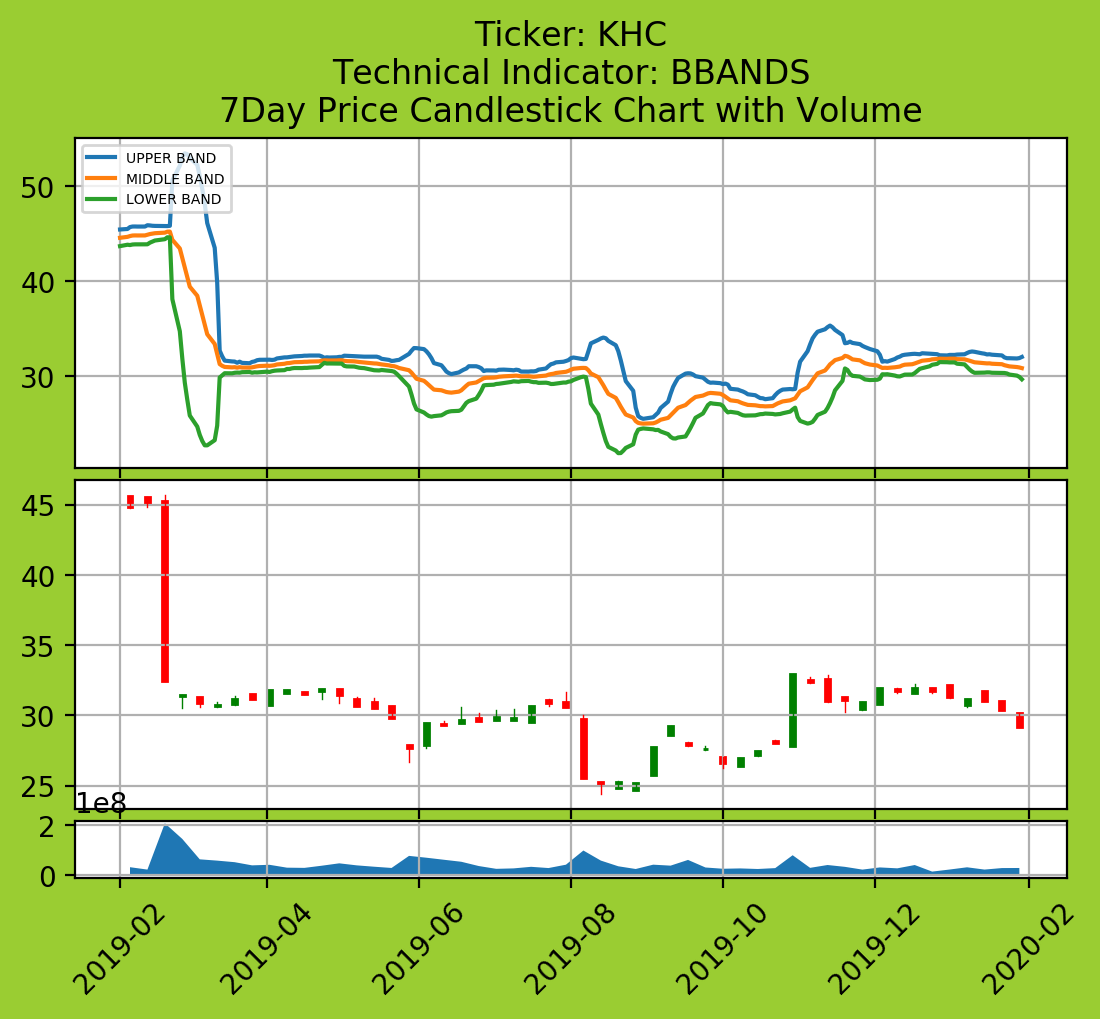 Ticker: KHC
Technical Indicator: BBANDS
7Day Price Candlestick Chart with Volume
UPPER BAND
MIDDLE BAND
LOWER BAND
50
40
30
45
40
35
30
25
1e8
2
0
2019-02
2019-04
2019-06
2019-08
2019-10
2019-12
2020-02